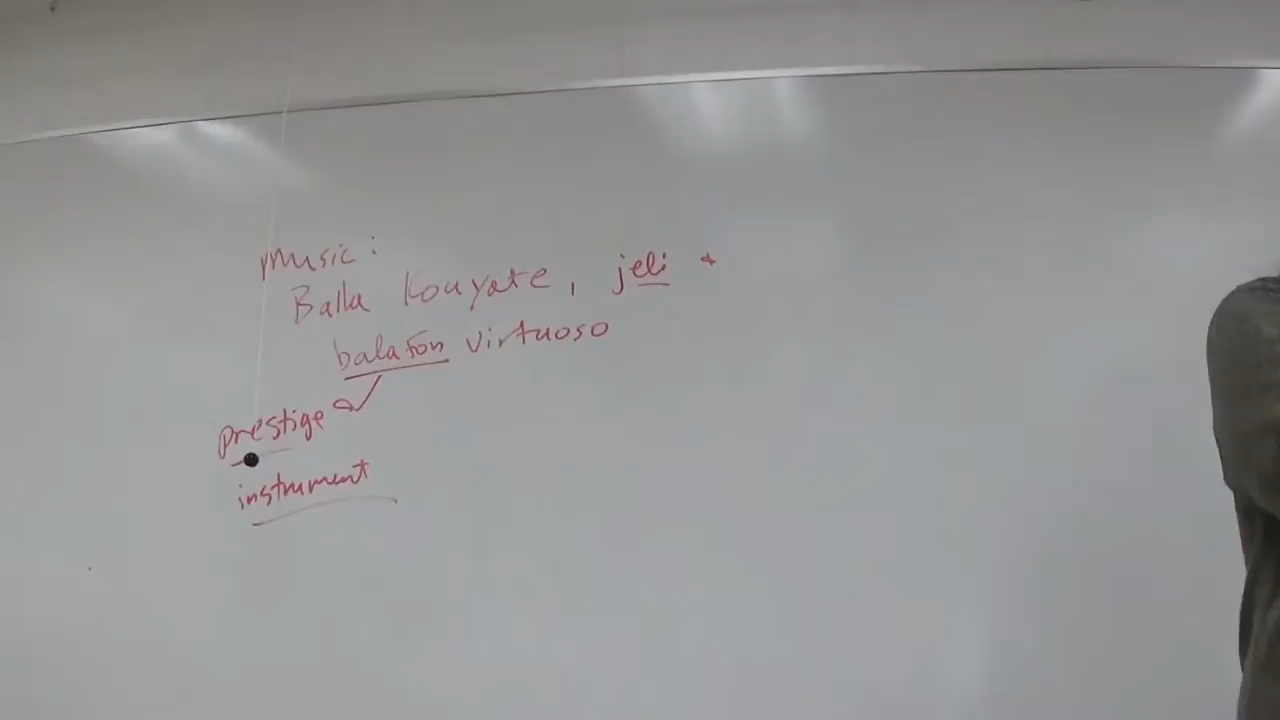 Music:
Balla Kouyate, jeli +
balafon virtuoso
prestige
instrument